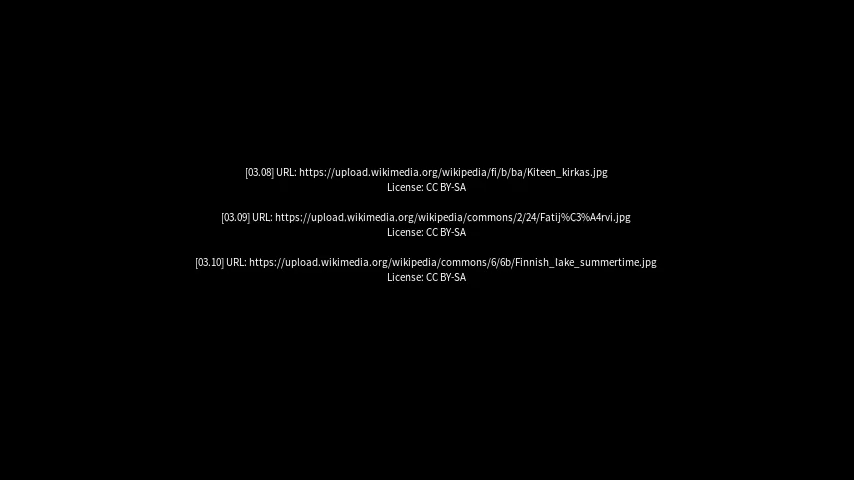 [03.08] URL: https://upload.wikimedia.org/wikipedia/fi/b/ba/Kiteen_kirkas.jpg
License: CC BY-SA
[03.09] URL: https://upload.wikimedia.org/wikipedia/commons/2/24/Fatij%C3%A4rvi.jpg
License: CC BY-SA
[03.10] URL: https://upload.wikimedia.org/wikipedia/commons/6/6b/Finnish_lake_summertime.jpg
License: CC BY-SA